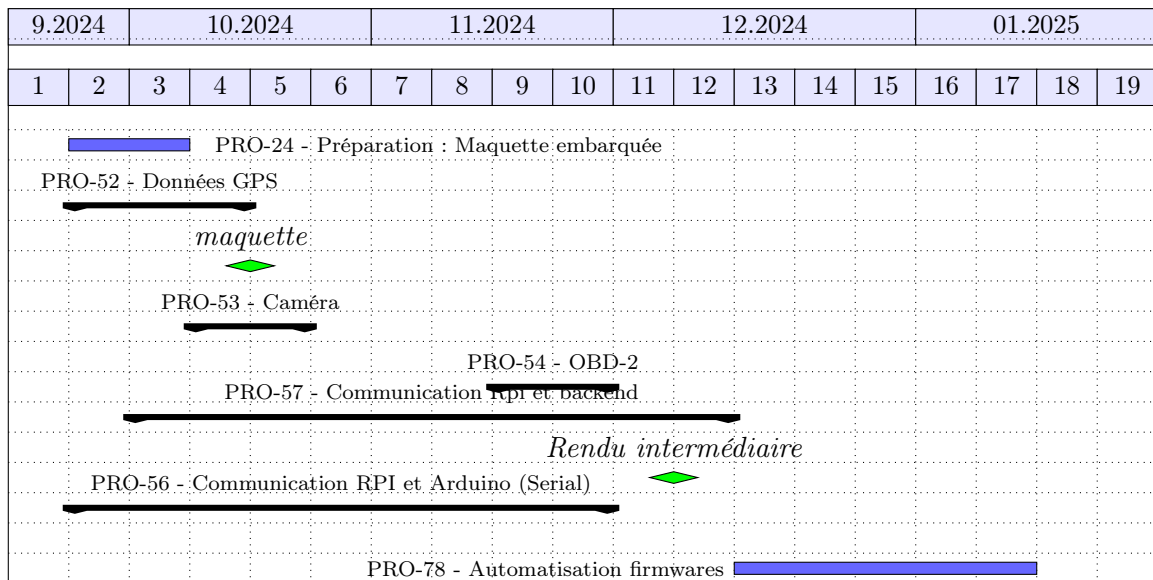 9.2024 10.2024 11.2024 12.2024 01.2025
1 2 3 4 5 6 7 8 9 10 11 12 13 14 15 16 17 18 19
PRO-24 - Préparation : Maquette embarquée
PRO-52 - Données GPS
maquette
PRO-53 - Caméra
PRO-54 - OBD-2
PRO-57 - Communication Rpi et backend
Rendu intermédiaire
PRO-56 - Communication RPI et Arduino (Serial)
PRO-78 - Automatisation firmwares